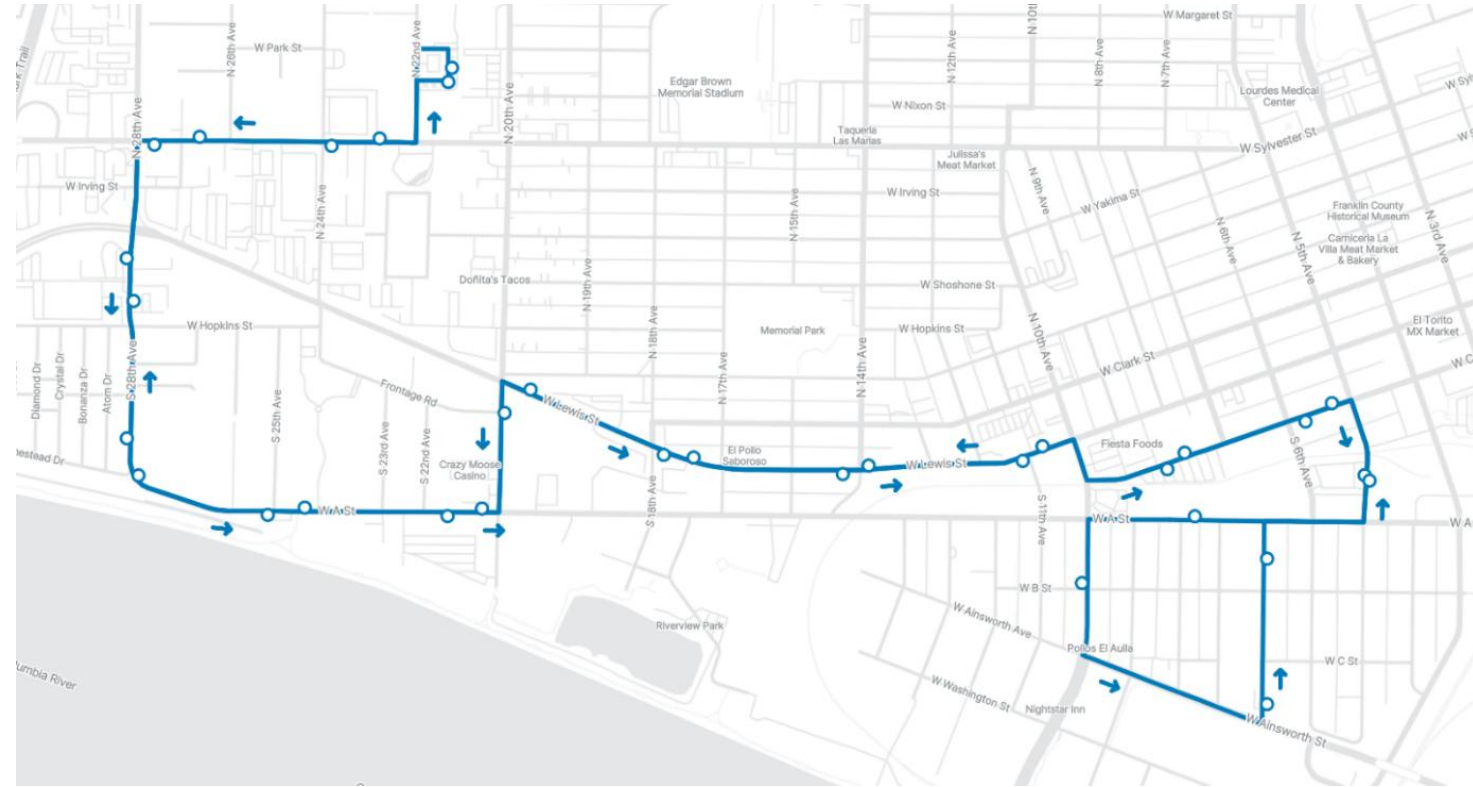 W Margaret St
N 10th
N 26th Ave
W Park St
N 22nd Ave
N 12th Ave
N 8th Ave
N 7th Ave
Trail
N 20th Ave
Edgar Brown
Memorial Stadium
Lourdes Medical
Center
W Nixon St
N 28th Ave
Taqueria
Las Marias
W Sylvester St
Julissa's
Meat Market
W Irving St
N 24th Ave
N 15th Ave
W Irving St
N 9th Ave
W Yakima St
Franklin County
Historical Museum
N 3rd Ave
N 6th Ave
N 5th Ave
Carniceria La
Villa Meat Market
& Bakery
Doñita's Tacos
N 19th Ave
W Shoshone St
W Hopkins St
N 18th Ave
Memorial Park
N 14th Ave
W Hopkins St
N 10th Ave
El Torito
MX Market
Diamond Dr
Crystal Dr
Bonanza Dr
Atom Dr
S 28th Ave
N 17th Ave
W Clark St
W C
Frontage Rd
W Lewis St
S 25th Ave
S 23rd Ave
S 22nd Ave
El Pollo
Saboroso
Fiesta Foods
Crazy Moose
Casino
W Lewis St
S 6th Ave
estead Dr
S 18th Ave
S 11th Ave
W A St
W A St
W A
W B St
W Ainsworth Ave
Riverview Park
Pollos El Aulla
W C St
umbia River
W Washington St
Nightstar Inn
W Ainsworth St